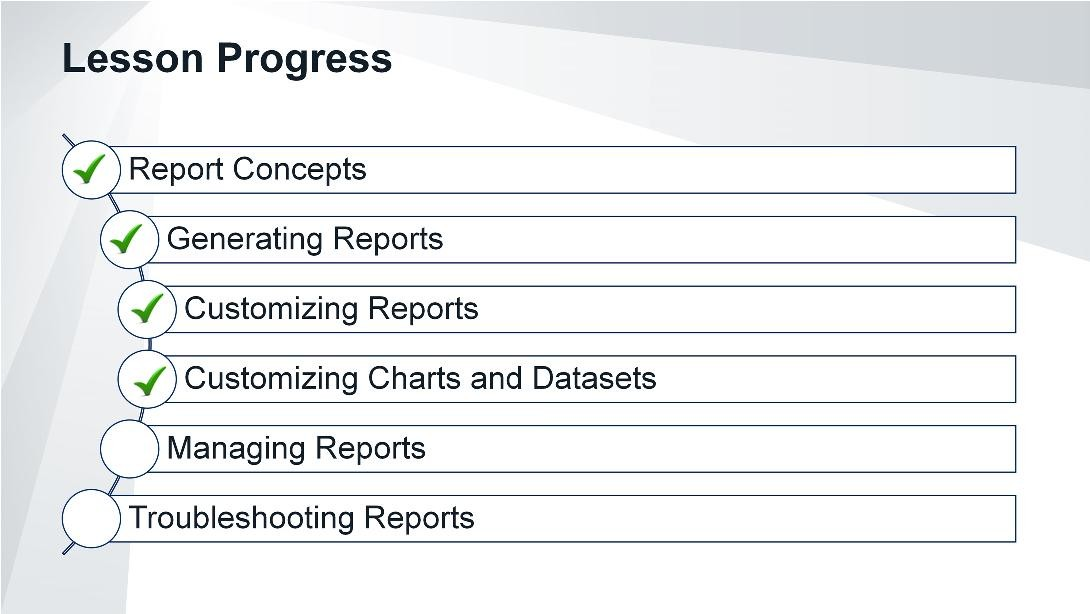 Lesson Progress
Report Concepts
Generating Reports
Customizing Reports
Customizing Charts and Datasets
Managing Reports
Troubleshooting Reports